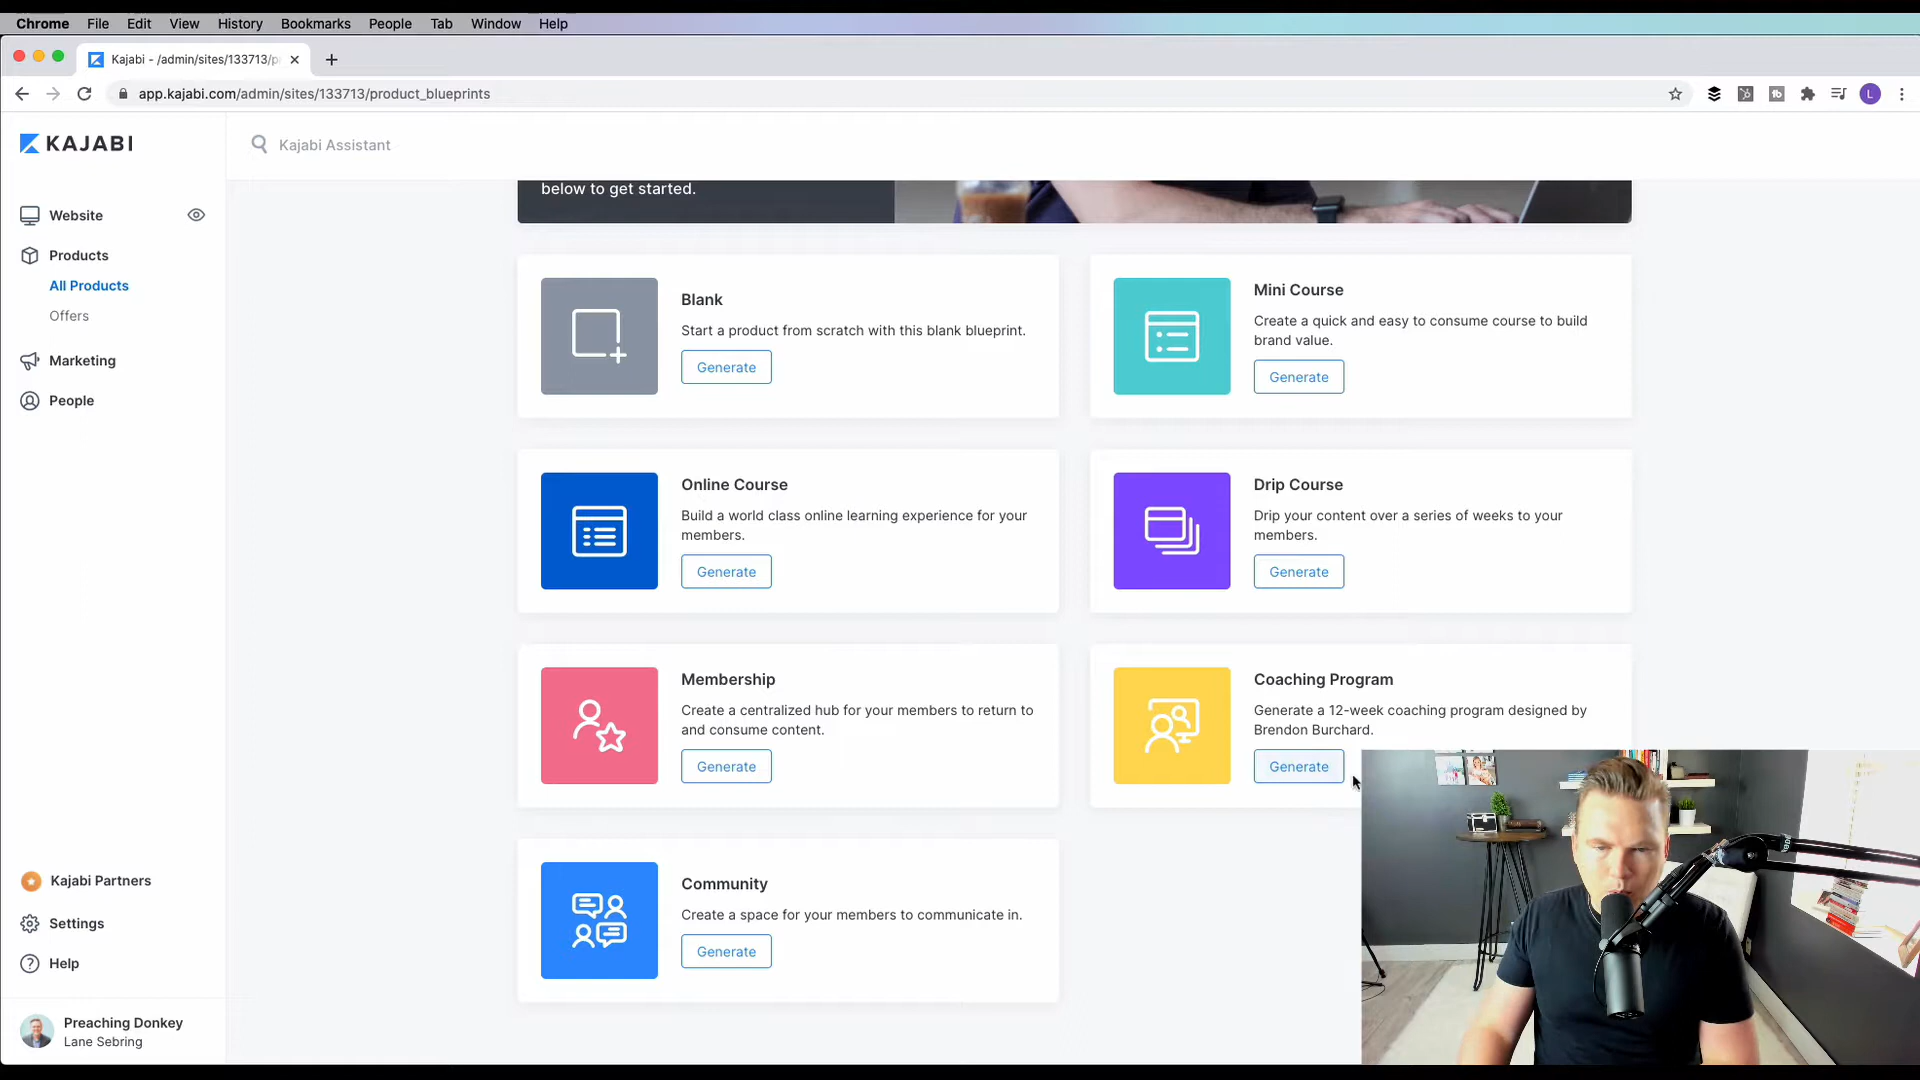 Chrome File Edit View History Bookmarks People Tab Window Help
Kajabi - /admin/sites/133713/p
app.kajabi.com/admin/sites/133713/product_blueprints
L
KAJABI
Kajabi Assistant
Website
Products
All Products
Offers
Marketing
People
Kajabi Partners
Settings
Help
Preaching Donkey
Lane Sebring
below to get started.
Blank
Start a product from scratch with this blank blueprint.
Generate
Mini Course
Create a quick and easy to consume course to build
brand value.
Generate
Online Course
Build a world class online learning experience for your
members.
Generate
Drip Course
Drip your content over a series of weeks to your
members.
Generate
Membership
Create a centralized hub for your members to return to
and consume content.
Generate
Coaching Program
Generate a 12-week coaching program designed by
Brendon Burchard.
Generate
Community
Create a space for your members to communicate in.
Generate